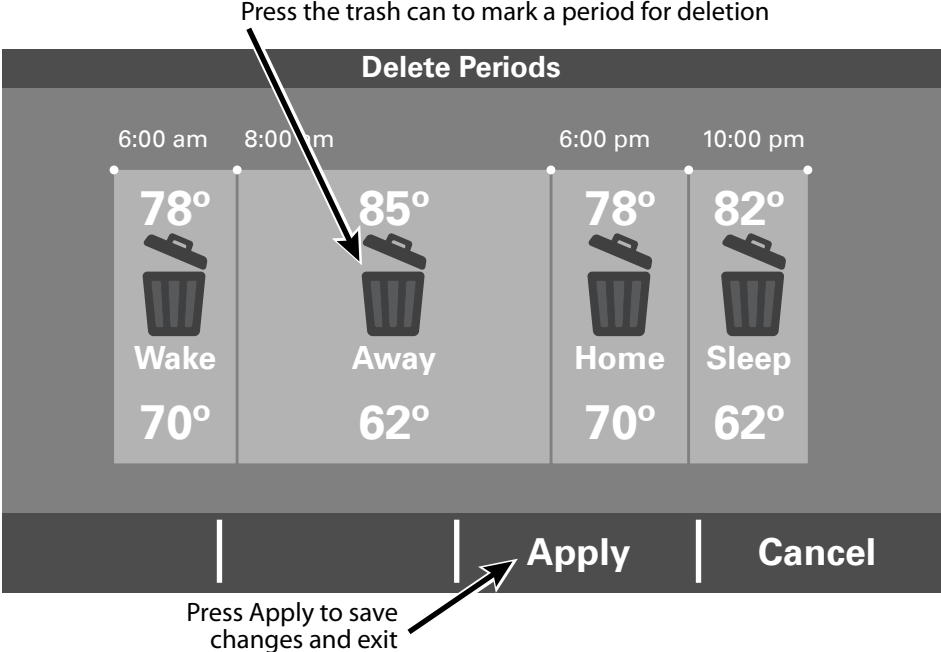 Press the trash can to mark a period for deletion
Delete Periods
6:00 am 8:00 am 6:00 pm 10:00 pm
78º 85º 78º 82º
Wake Away Home Sleep
70º 62º 70º 62º
Apply Cancel
Press Apply to save
changes and exit